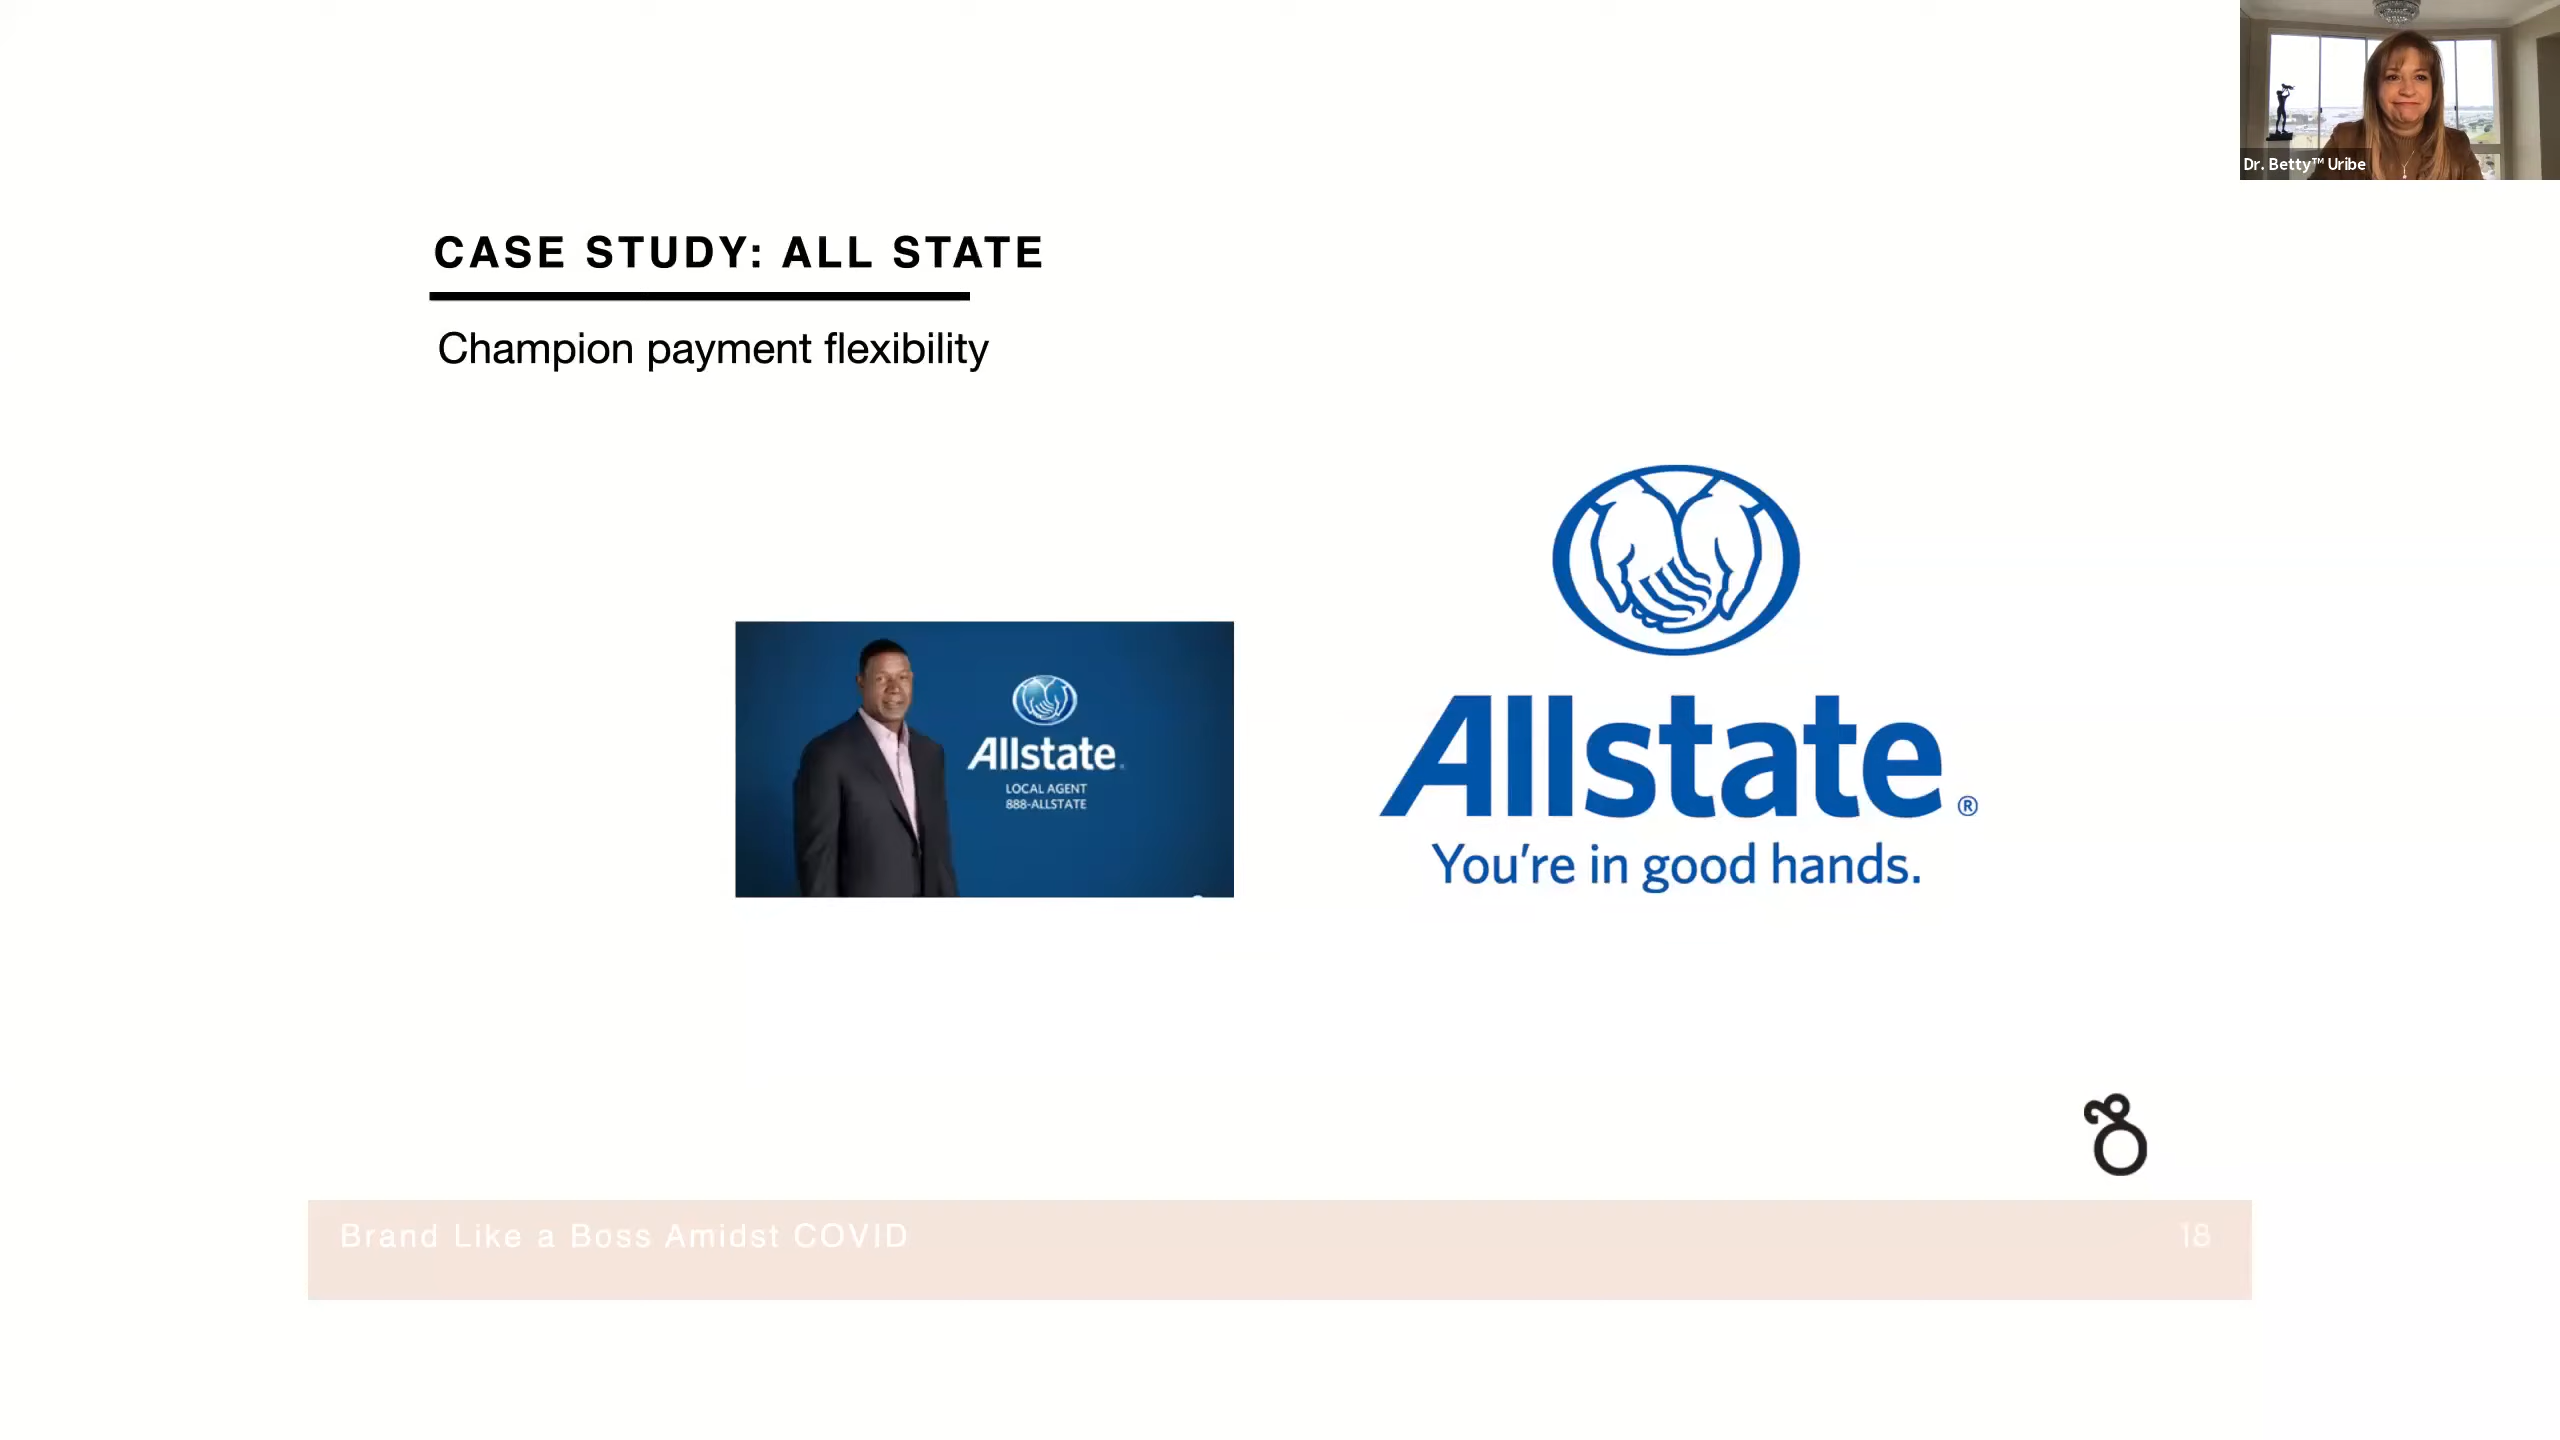 Dr. Betty™ Uribe
CASE STUDY: ALL STATE
Champion payment flexibility
Allstate.
LOCAL AGENT
888-ALLSTATE
Allstate®
You're in good hands.
Brand Like a Boss Amidst COVID
18